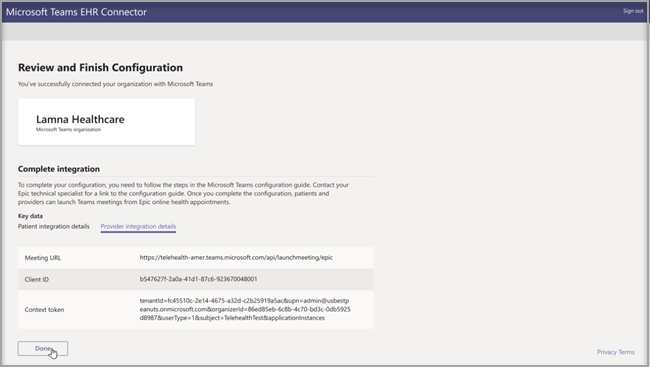 Microsoft Teams EHR Connector
Sign out
Review and Finish Configuration
You've successfully connected your organization with Microsoft Teams
Lamna Healthcare
Microsoft Teams organization
Complete integration
To complete your configuration, you need to follow the steps in the Microsoft Teams configuration guide. Contact your
Epic technical specialist for a link to the configuration guide. Once you complete the configuration, patients and
providers can launch Teams meetings from Epic online health appointments.
Key data
Patient integration details Provider integration details
Meeting URL https://telehealth-amer.teams.microsoft.com/api/launchmeeting/epic
Client ID b547627f-2a0a-41d1-87c6-923670048001
tenantId=fc45510c-2e14-4675-a32d-c2b25919a5ac&upn=admin@usbestp
Context token eanuts.onmicrosoft.com&organizerId=86ed85eb-6c8b-4c70-bd3c-0db5925
d8987&userType=1&subject=TelehealthTest&applicationInstances
Done
Privacy Terms